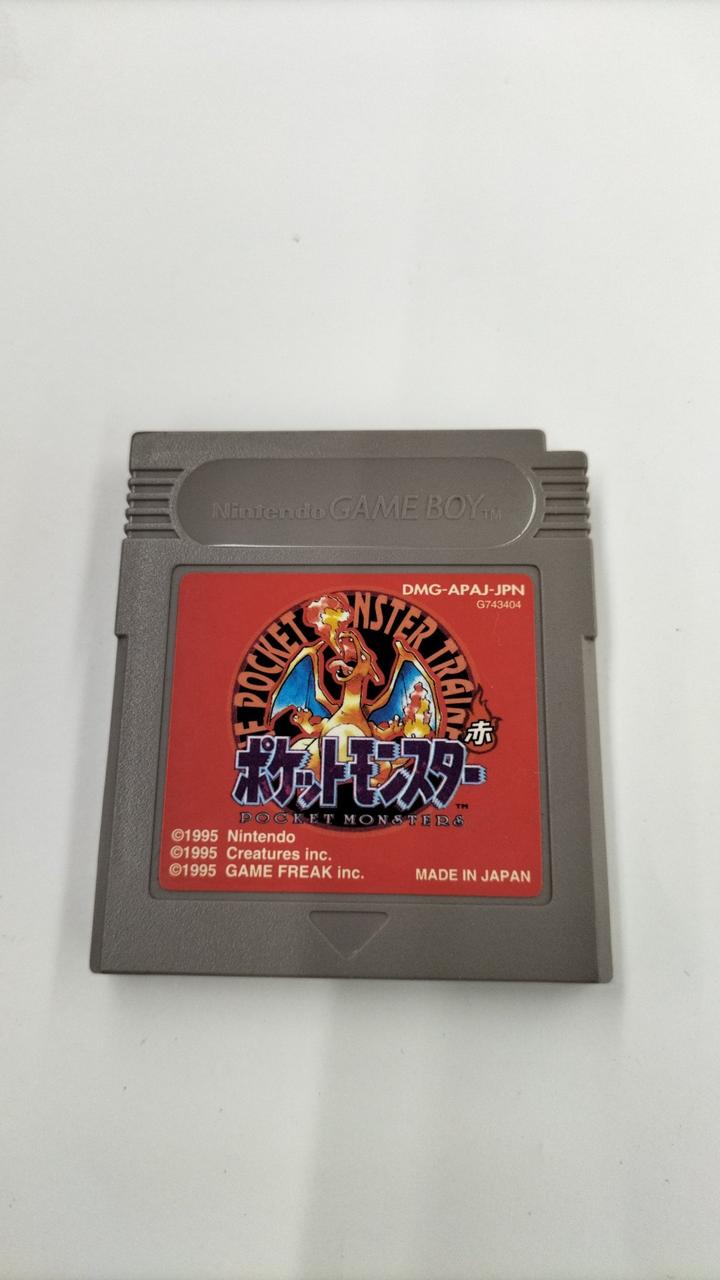 Nintendo GAME BOY TM
DMG-APAJ-JPN
G743404
POCKET MONSTER TRAIN
赤
ポケットモンスター
TM
POCKET MONSTERS
©1995 Nintendo
©1995 Creatures inc.
©1995 GAME FREAK inc.
MADE IN JAPAN